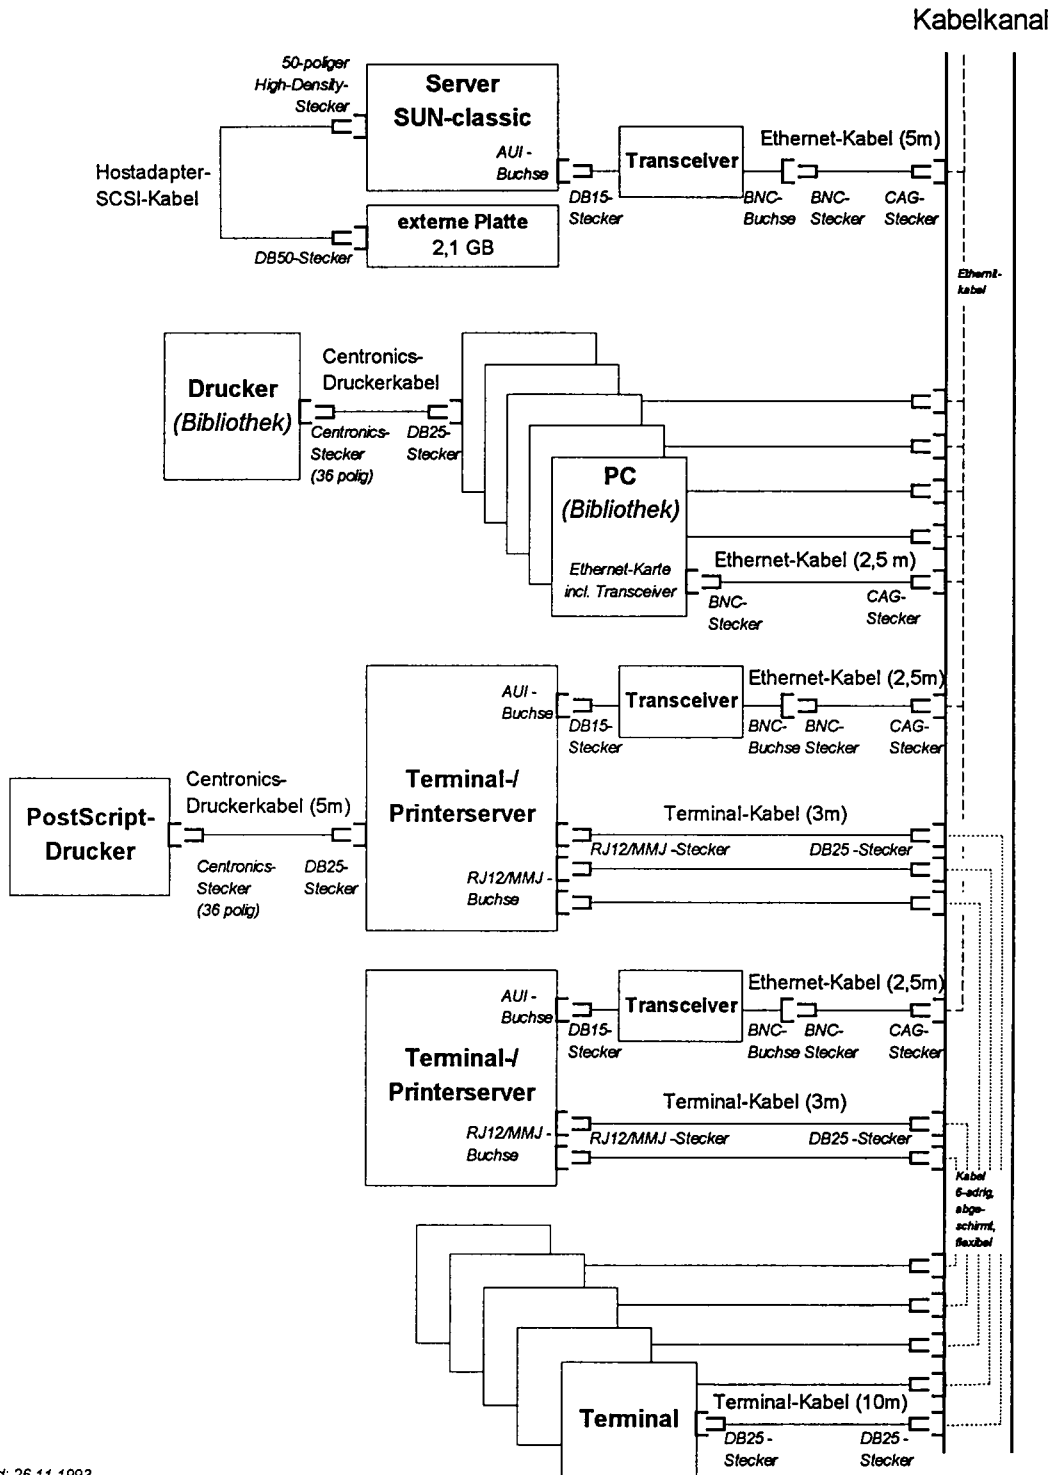 Kabelkanal
50-poliger
High-Density-
Stecker
Server
SUN-classic
AUI -
Buchse
Hostadapter-
SCSI-Kabel
DB15-
Stecker
Transceiver
Ethernet-Kabel (5m)
BNC-
Buchse
BNC-
Stecker
CAG-
Stecker
DB50-Stecker
externe Platte
2,1 GB
Ethernit-
kabel
Drucker
(Bibliothek)
Centronics-
Druckerkabel
Centronics-
Stecker
(36 polig)
DB25-
Stecker
PC
(Bibliothek)
Ethernet-Karte
incl. Transceiver
Ethernet-Kabel (2,5 m)
BNC-
Stecker
CAG-
Stecker
AUI -
Buchse
DB15-
Stecker
Transceiver
Ethernet-Kabel (2,5m)
BNC-
Buchse
BNC-
Stecker
CAG-
Stecker
Terminal-/
Printerserver
PostScript-
Drucker
Centronics-
Druckerkabel (5m)
Centronics-
Stecker
(36 polig)
DB25-
Stecker
RJ12/MMJ -
Buchse
Terminal-Kabel (3m)
RJ12/MMJ -Stecker
DB25 -Stecker
AUI -
Buchse
DB15-
Stecker
Transceiver
Ethernet-Kabel (2,5m)
BNC-
Buchse
BNC-
Stecker
CAG-
Stecker
Terminal-/
Printerserver
RJ12/MMJ -
Buchse
Terminal-Kabel (3m)
RJ12/MMJ -Stecker
DB25 -Stecker
Kabel
6-adrig,
abge-
schirmt,
flexibel
Terminal
Terminal-Kabel (10m)
DB25 -
Stecker
DB25 -
Stecker
26.11.1993